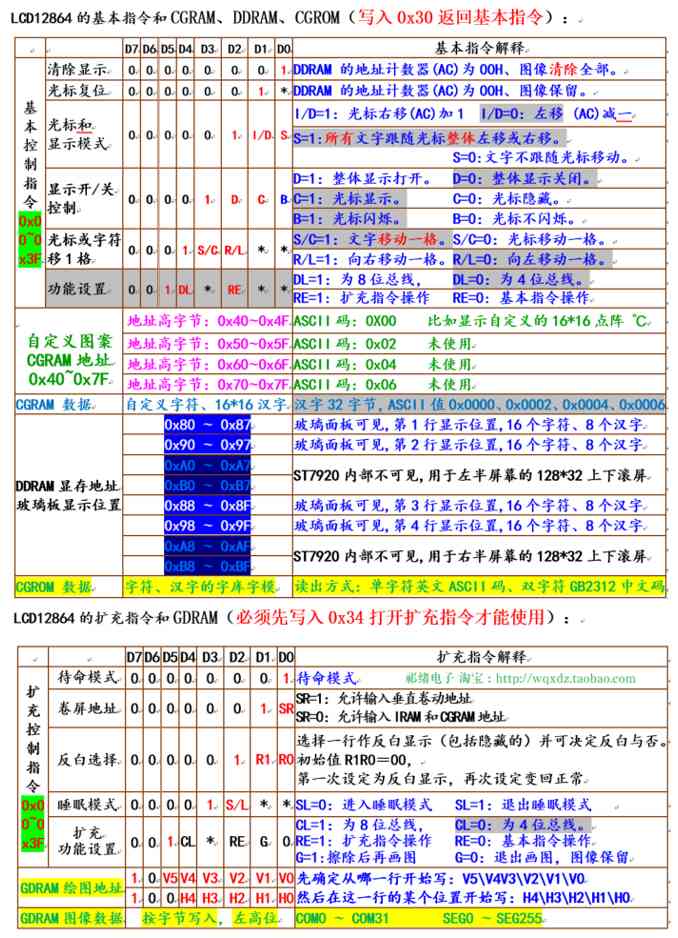 LCD12864 的基本指令和 CGRAM、DDRAM、CGROM（写入 0x30 返回基本指令）：
D7 D6 D5 D4 D3 D2 D1 D0 基本指令解释
基本控制指令 0x00~0x3F
清除显示 0 0 0 0 0 0 0 1 DDRAM 的地址计数器(AC)为 00H、图像清除全部。
光标复位 0 0 0 0 0 0 1 * DDRAM 的地址计数器(AC)为 00H、图像保留。
光标和显示模式 0 0 0 0 0 1 I/D S
I/D=1：光标右移(AC)加 1 I/D=0：左移 (AC)减一
S=1:所有文字跟随光标整体左移或右移。
S=0:文字不跟随光标移动。
显示开/关控制 0 0 0 0 1 D C B
D=1：整体显示打开。 D=0：整体显示关闭。
C=1：光标显示。 C=0：光标隐藏。
B=1：光标闪烁。 B=0：光标不闪烁。
光标或字符移 1 格 0 0 0 1 S/C R/L * *
S/C=1：文字移动一格。 S/C=0：光标移动一格。
R/L=1：向右移动一格。 R/L=0：向左移动一格。
功能设置 0 0 1 DL * RE * *
DL=1：为 8 位总线， DL=0：为 4 位总线。
RE=1：扩充指令操作 RE=0：基本指令操作
自定义图案
CGRAM 地址
0x40~0x7F
地址高字节：0x40~0x4F ASCII 码：0X00 比如显示自定义的 16*16 点阵 ℃
地址高字节：0x50~0x5F ASCII 码：0x02 未使用
地址高字节：0x60~0x6F ASCII 码：0x04 未使用
地址高字节：0x70~0x7F ASCII 码：0x06 未使用
CGRAM 数据 自定义字符、16*16 汉字 汉字 32 字节,ASCII 值 0x0000、0x0002、0x0004、0x0006
DDRAM 显存地址
玻璃板显示位置
0x80 ~ 0x87 玻璃面板可见,第 1 行显示位置,16 个字符、8 个汉字
0x90 ~ 0x97 玻璃面板可见,第 2 行显示位置,16 个字符、8 个汉字
0xA0 ~ 0xA7
0xB0 ~ 0xB7
ST7920 内部不可见,用于左半屏幕的 128*32 上下滚屏
0x88 ~ 0x8F 玻璃面板可见,第 3 行显示位置,16 个字符、8 个汉字
0x98 ~ 0x9F 玻璃面板可见,第 4 行显示位置,16 个字符、8 个汉字
0xA8 ~ 0xAF
0xB8 ~ 0xBF
ST7920 内部不可见,用于右半屏幕的 128*32 上下滚屏
CGROM 数据 字符、汉字的字库字模 读出方式：单字符英文 ASCII 码、双字符 GB2312 中文码
LCD12864 的扩充指令和 GDRAM（必须先写入 0x34 打开扩充指令才能使用）：
D7 D6 D5 D4 D3 D2 D1 D0 扩充指令解释
扩充控制指令 0x00~0x3F
待命模式 0 0 0 0 0 0 0 1 待命模式 祁绪电子 淘宝：http://wqxdz.taobao.com
卷屏地址 0 0 0 0 0 0 1 SR
SR=1：允许输入垂直卷动地址
SR=0：允许输入 IRAM 和 CGRAM 地址
反白选择 0 0 0 0 0 1 R1 R0
选择一行作反白显示（包括隐藏的）并可决定反白与否。
初始值 R1R0＝00，
第一次设定为反白显示，再次设定变回正常
睡眠模式 0 0 0 0 1 S/L * * SL=0：进入睡眠模式 SL=1：退出睡眠模式
扩充功能设置 0 0 1 CL * RE G 0
CL=1：为 8 位总线， CL=0：为 4 位总线。
RE=1：扩充指令操作 RE=0：基本指令操作
G=1:擦除后再画图 G=0：退出画图，图像保留
GDRAM 绘图地址
1 0 V5 V4 V3 V2 V1 V0 先确定从哪一行开始写：V5\V4V3\V2\V1\V0
1 0 0 H4 H3 H2 H1 H0 然后在这一行的某个位置开始写：H4\H3\H2\H1\H0
GDRAM 图像数据 按字节写入，左高位 COM0 ~ COM31 SEG0 ~ SEG255